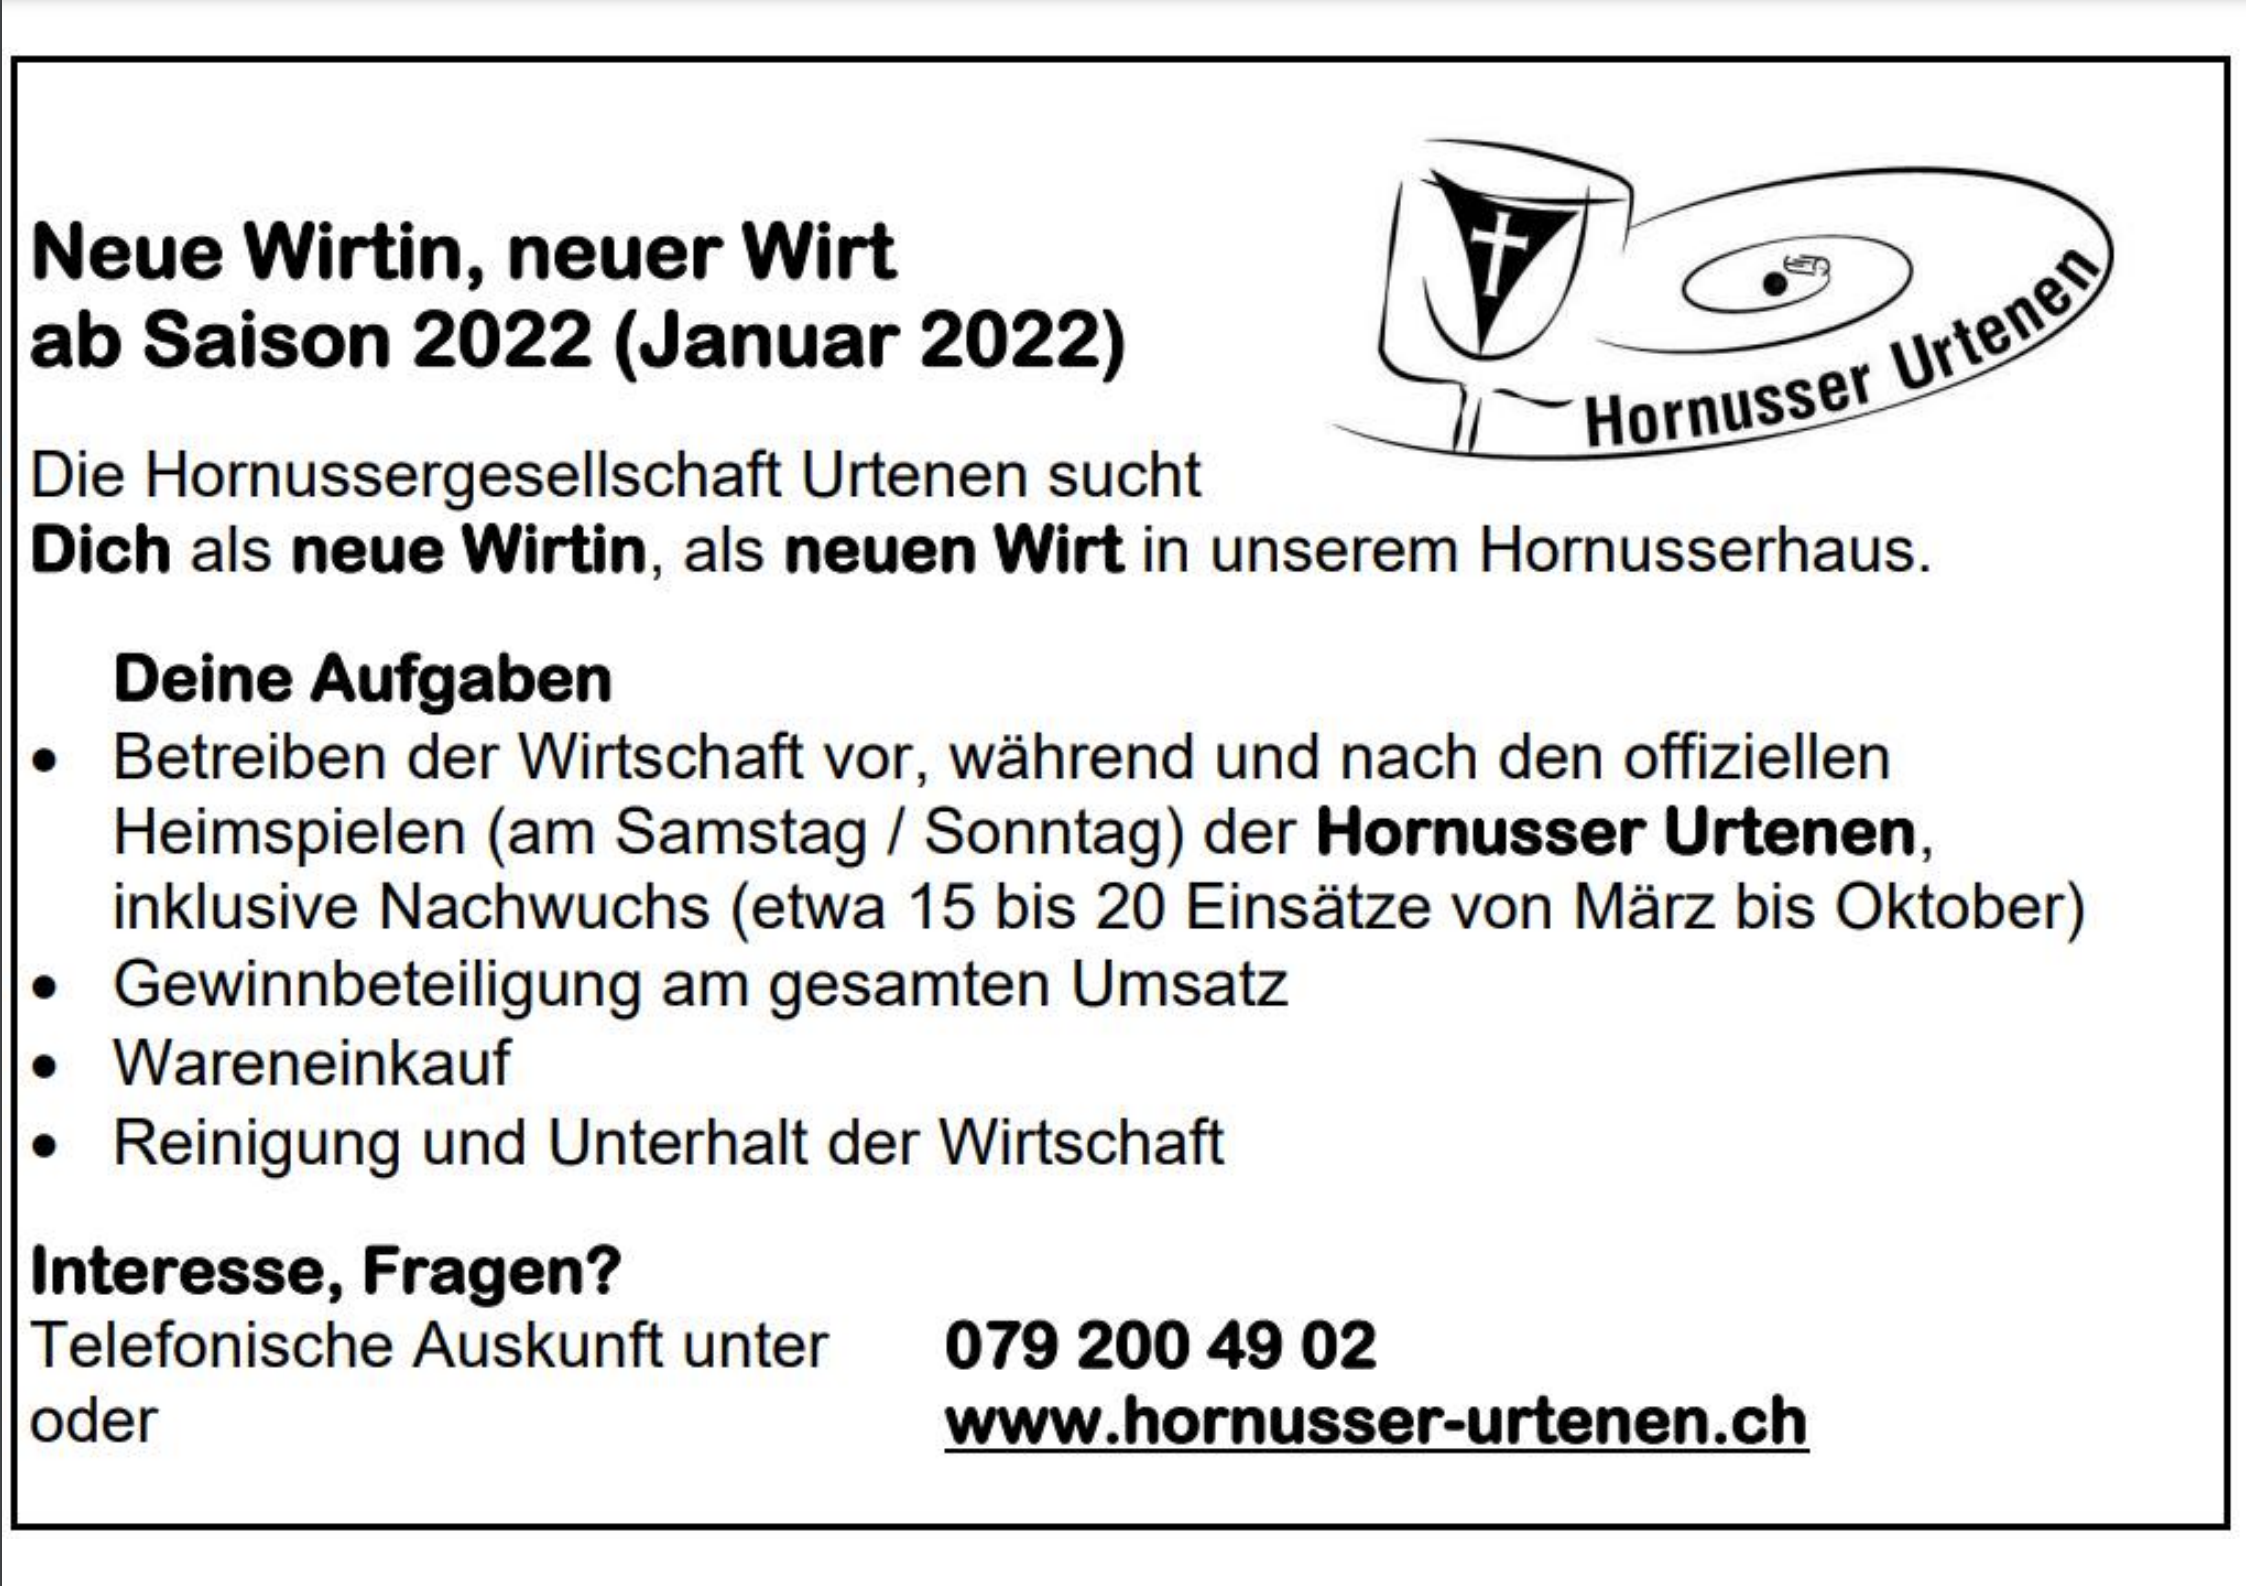 Neue Wirtin, neuer Wirt
ab Saison 2022 (Januar 2022)
Hornusser Urtenen
Die Hornussergesellschaft Urtenen sucht
Dich als neue Wirtin, als neuen Wirt in unserem Hornusserhaus.
Deine Aufgaben
• Betreiben der Wirtschaft vor, während und nach den offiziellen
Heimspielen (am Samstag / Sonntag) der Hornusser Urtenen,
inklusive Nachwuchs (etwa 15 bis 20 Einsätze von März bis Oktober)
• Gewinnbeteiligung am gesamten Umsatz
• Wareneinkauf
• Reinigung und Unterhalt der Wirtschaft
Interesse, Fragen?
Telefonische Auskunft unter 079 200 49 02
oder www.hornusser-urtenen.ch